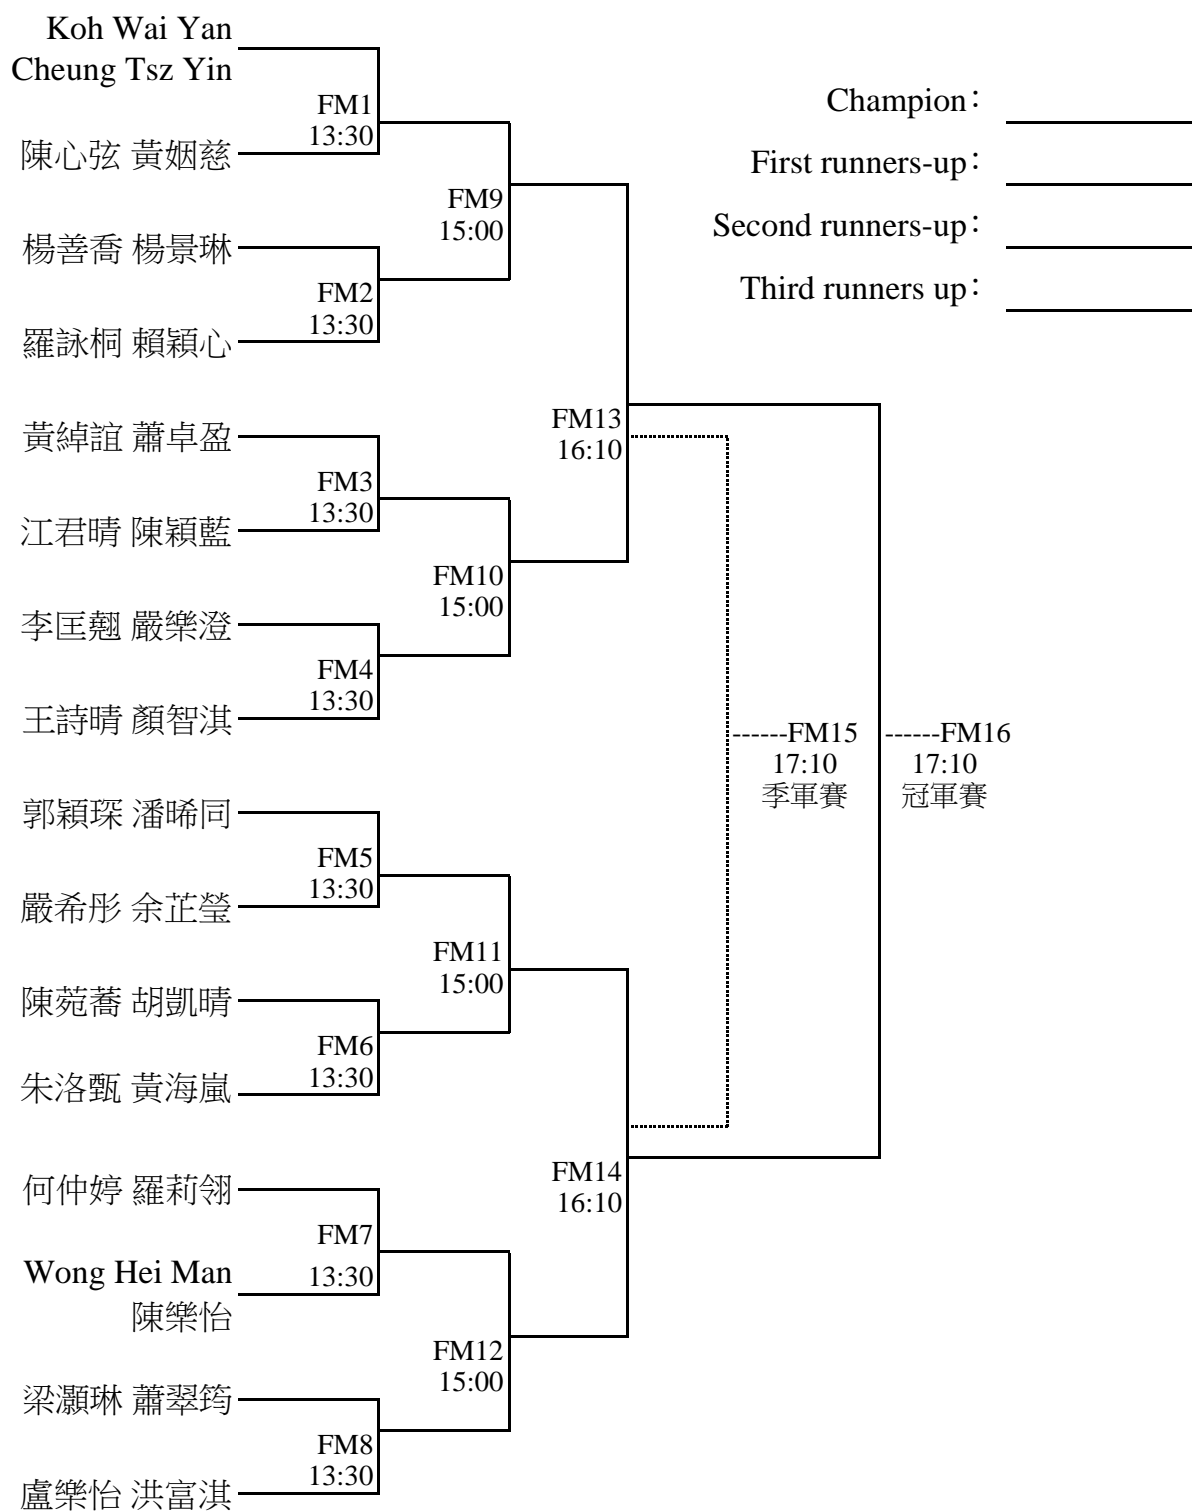 Koh Wai Yan
Cheung Tsz Yin
FM1
13:30
陳心弦 黃姻慈
Champion：
First runners-up：
Second runners-up：
Third runners up：
FM9
15:00
楊善喬 楊景琳
FM2
13:30
羅詠桐 賴穎心
黃綽誼 蕭卓盈
FM13
16:10
FM3
13:30
江君晴 陳穎藍
FM10
15:00
李匡翹 嚴樂澄
FM4
13:30
王詩晴 顏智淇
------FM15
17:10
季軍賽
------FM16
17:10
冠軍賽
郭穎琛 潘晞同
FM5
13:30
嚴希彤 余芷瑩
FM11
15:00
陳菀蕎 胡凱晴
FM6
13:30
朱洛甄 黃海嵐
FM14
16:10
何仲婷 羅莉翎
FM7
13:30
Wong Hei Man
陳樂怡
FM12
15:00
梁灝琳 蕭翠筠
FM8
13:30
盧樂怡 洪富淇